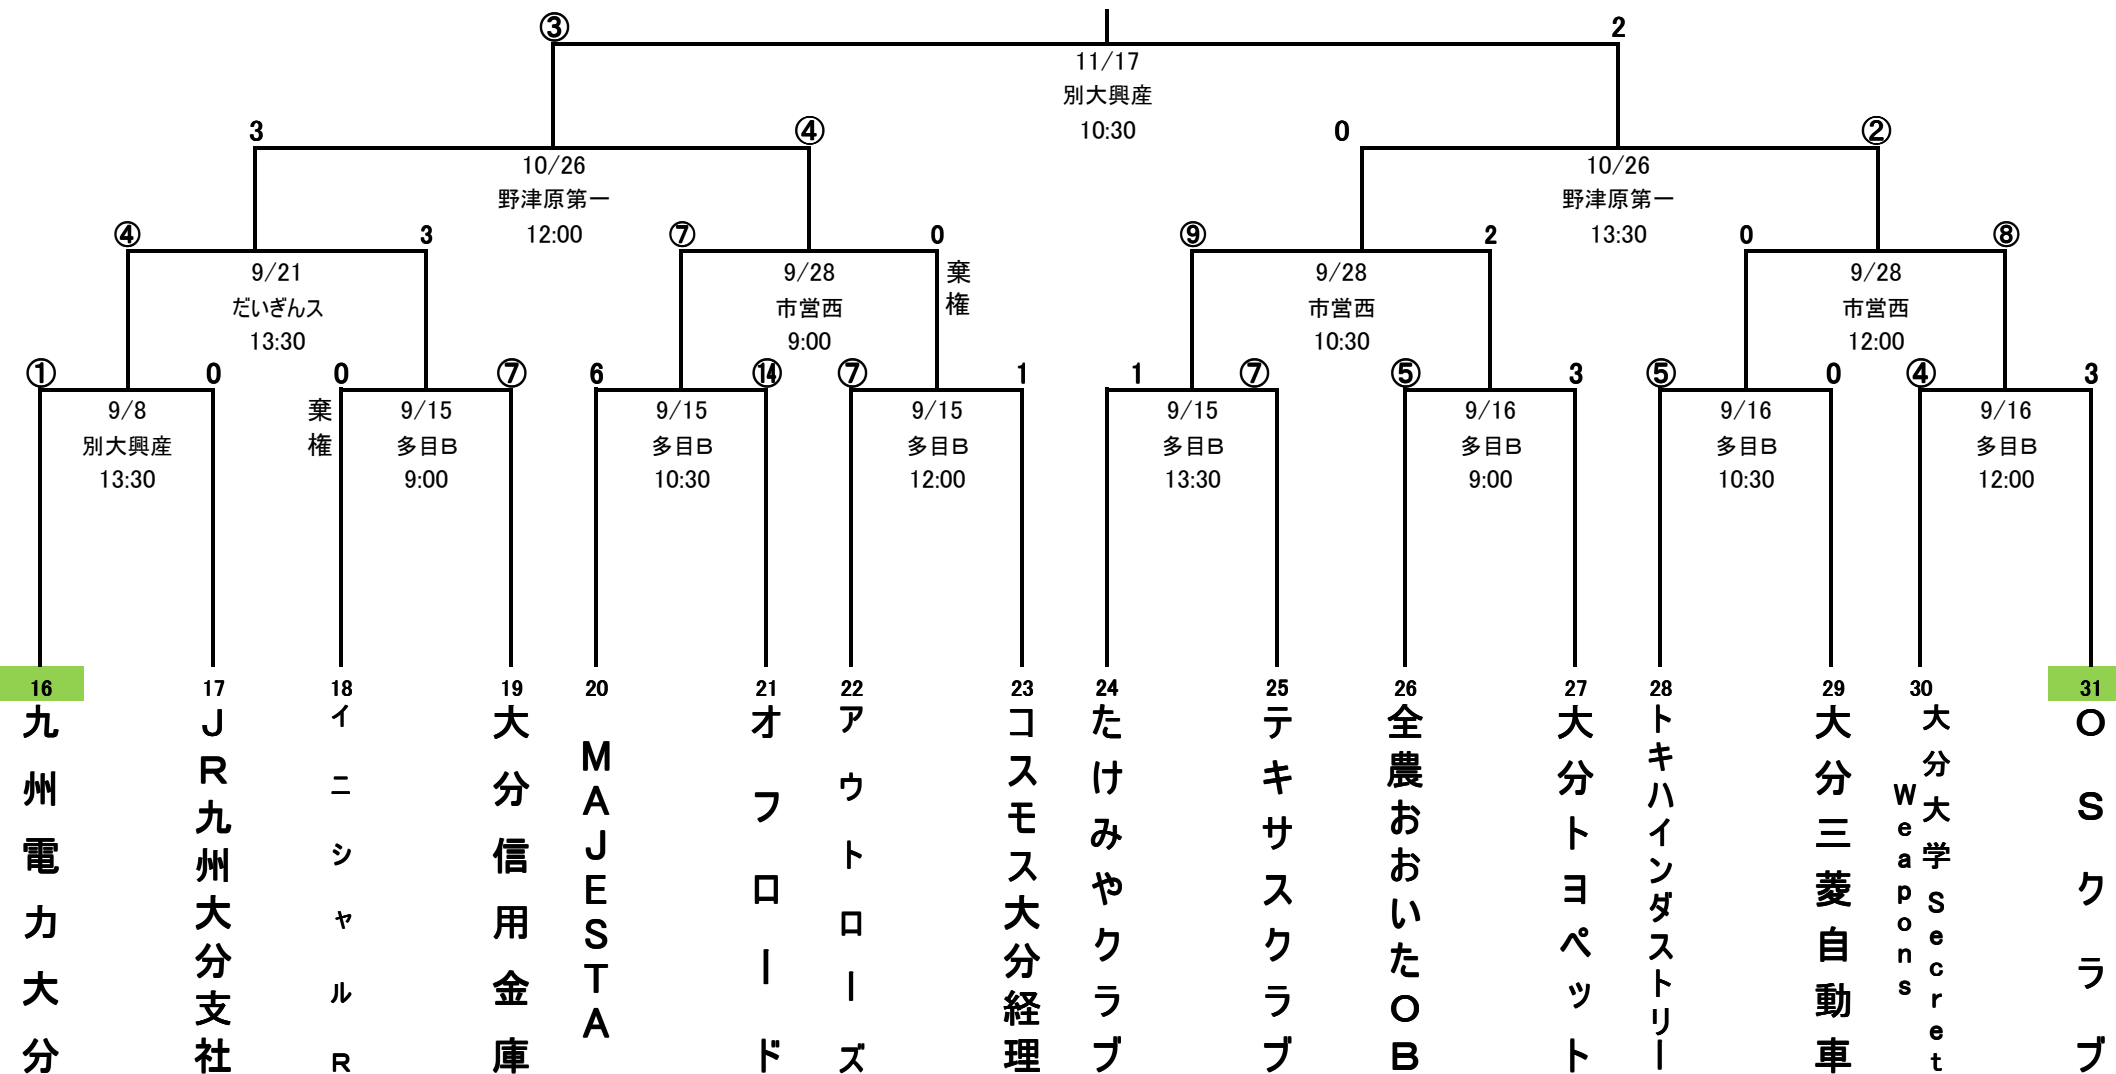 ③ 2
11/17
別大興産
10:30
3 ④ 0 ②
10/26 10/26
野津原第一 野津原第一
12:00 13:30
④ 3 ⑦ 0 ⑨ 2 0 ⑧
9/21 9/28 棄権 9/28 9/28
だいぎんス 市営西 市営西 市営西
13:30 9:00 10:30 12:00
① 0 0 ⑦ 6 ⑭ ⑦ 1 1 ⑦ ⑤ 3 ⑤ 0 ④ 3
9/8 棄権 9/15 9/15 9/15 9/15 9/16 9/16 9/16
別大興産 多目B 多目B 多目B 多目B 多目B 多目B 多目B
13:30 9:00 10:30 12:00 13:30 9:00 10:30 12:00
16 17 18 19 20 21 22 23 24 25 26 27 28 29 30 31
九州電力大分
JR九州大分支社
イニシャルR
大分信用金庫
MAJESTA
オフロード
アウトローズ
コスモス大分経理
たけみやクラブ
テキサスクラブ
全農おおいたOB
大分トヨペット
トキハインダストリー
大分三菱自動車
大分大学Secret
Weapons
OSクラブ